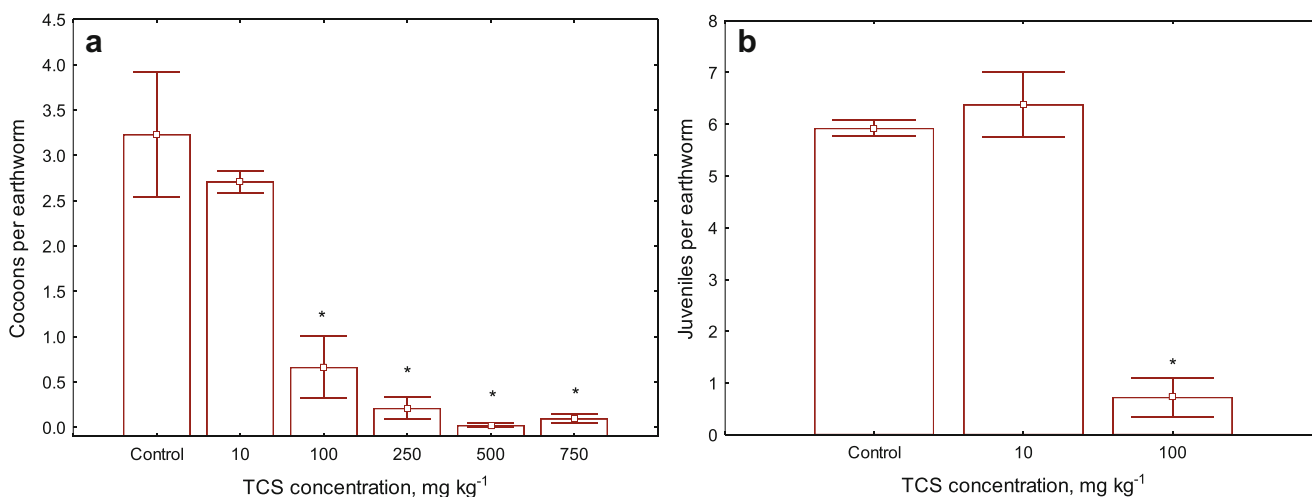 a
Cocoons per earthworm
4.5
4.0
3.5
3.0
2.5
2.0
1.5
1.0
0.5
0.0
* * * *
Control 10 100 250 500 750
TCS concentration, mg kg⁻¹
b
Juveniles per earthworm
8
7
6
5
4
3
2
1
0
*
Control 10 100
TCS concentration, mg kg⁻¹